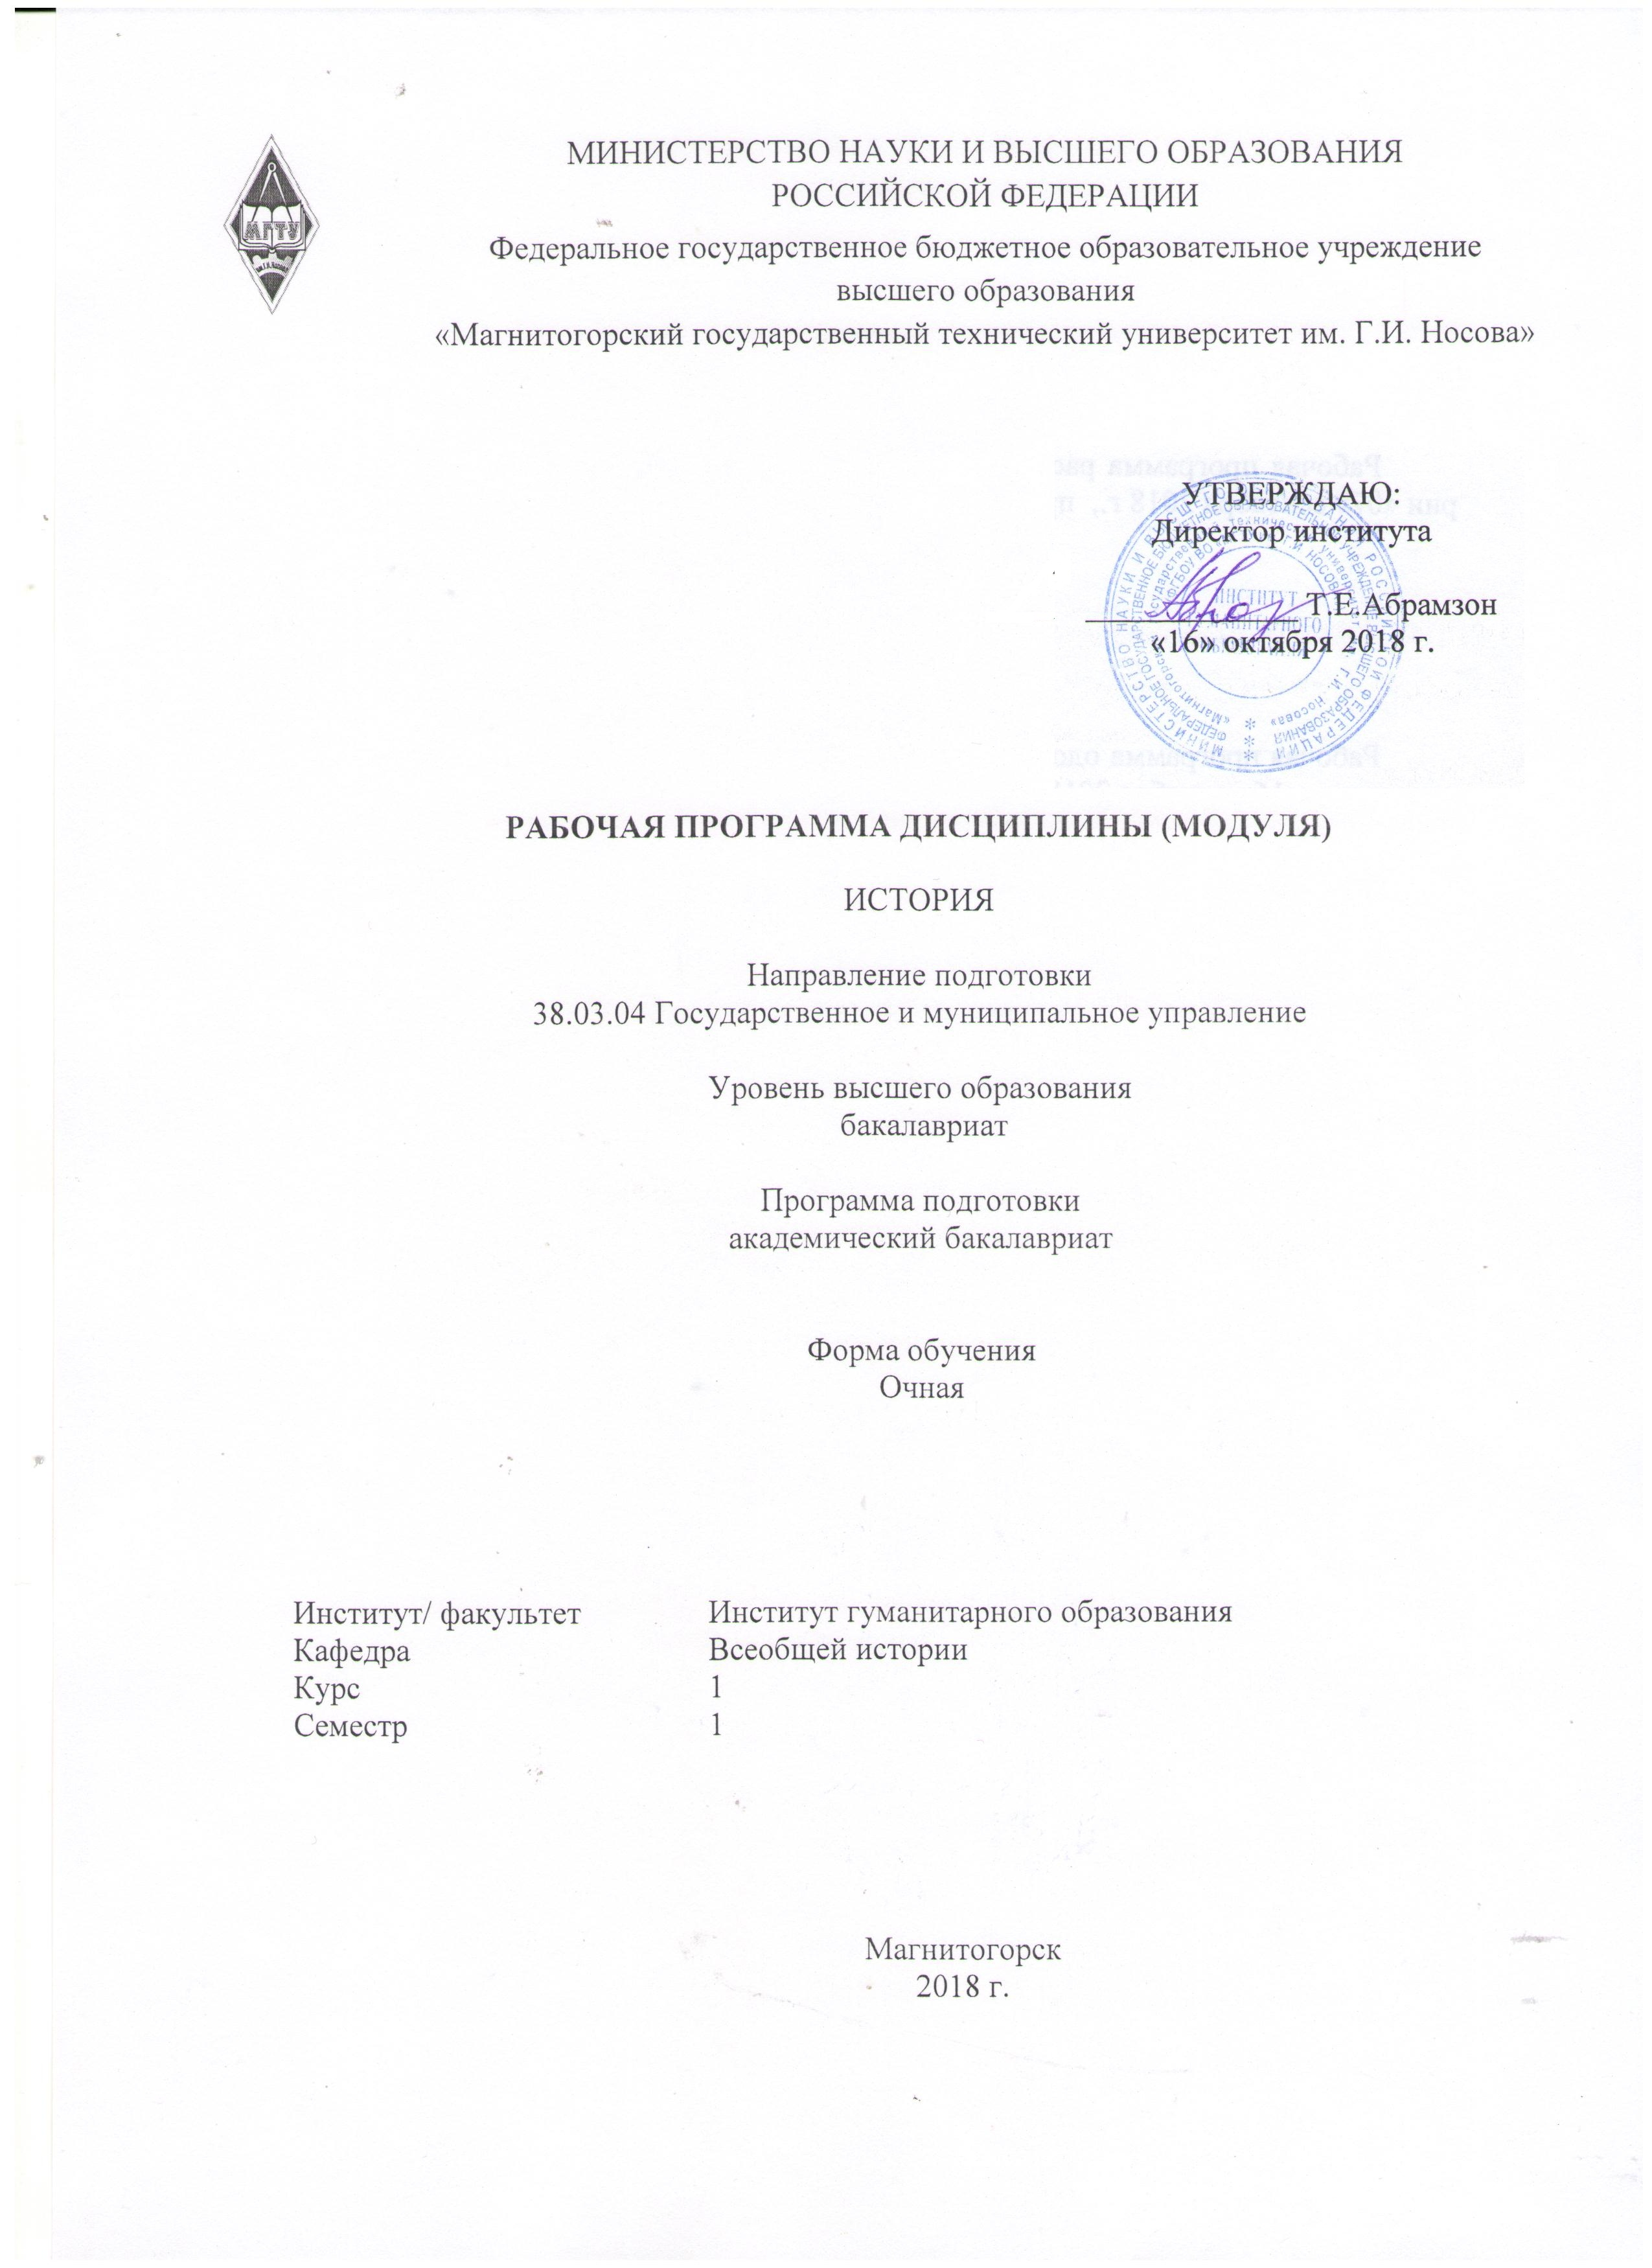 МИНИСТЕРСТВО НАУКИ И ВЫСШЕГО ОБРАЗОВАНИЯ
РОССИЙСКОЙ ФЕДЕРАЦИИ
Федеральное государственное бюджетное образовательное учреждение
высшего образования
«Магнитогорский государственный технический университет им. Г.И. Носова»
МГТУ
УТВЕРЖДАЮ:
Директор института
Т.Е.Абрамзон
«16» октября 2018 г.
РАБОЧАЯ ПРОГРАММА ДИСЦИПЛИНЫ (МОДУЛЯ)
ИСТОРИЯ
Направление подготовки
38.03.04 Государственное и муниципальное управление
Уровень высшего образования
бакалавриат
Программа подготовки
академический бакалавриат
Форма обучения
Очная
Институт/ факультет Институт гуманитарного образования
Кафедра Всеобщей истории
Курс 1
Семестр 1
Магнитогорск
2018 г.